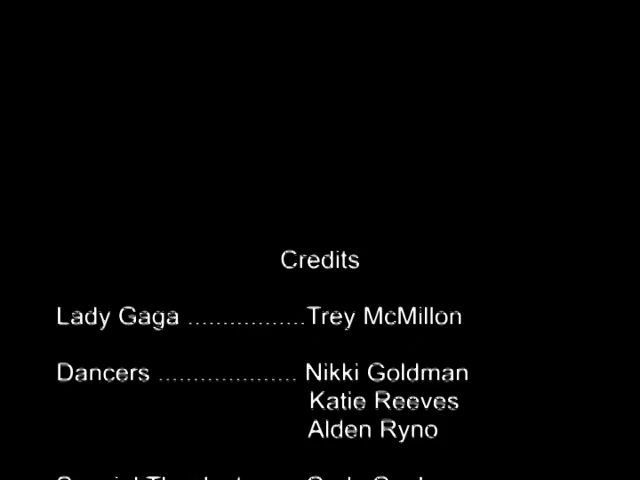 Credits
Lady Gaga .................Trey McMillon
Dancers .................... Nikki Goldman
Katie Reeves
Alden Ryno